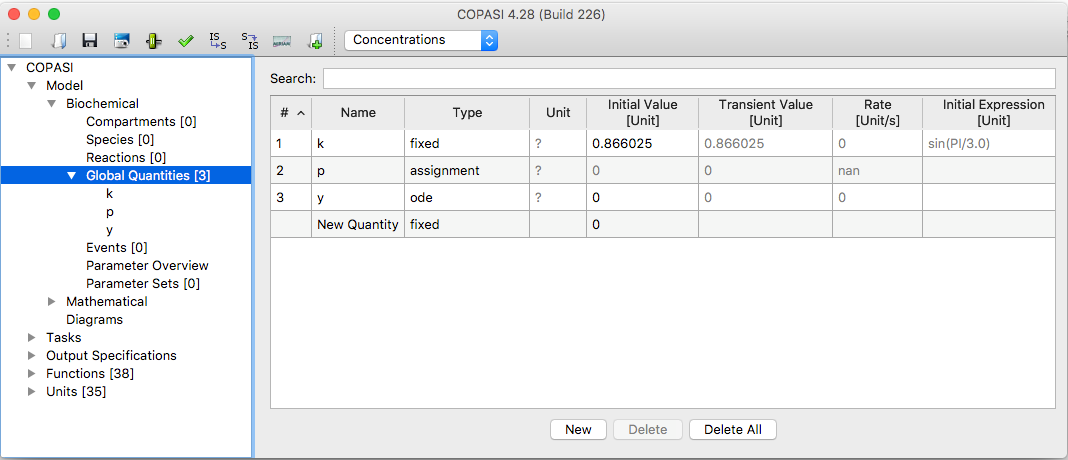 COPASI 4.28 (Build 226)
IS S S IS MIRIAM Concentrations
COPASI
Model
Biochemical
Compartments [0]
Species [0]
Reactions [0]
Global Quantities [3]
k
p
y
Events [0]
Parameter Overview
Parameter Sets [0]
Mathematical
Diagrams
Tasks
Output Specifications
Functions [38]
Units [35]
Search:
# Name Type Unit Initial Value [Unit] Transient Value [Unit] Rate [Unit/s] Initial Expression [Unit]
1 k fixed ? 0.866025 0.866025 0 sin(PI/3.0)
2 p assignment ? 0 0 nan
3 y ode ? 0 0 0
New Quantity fixed 0
New Delete Delete All